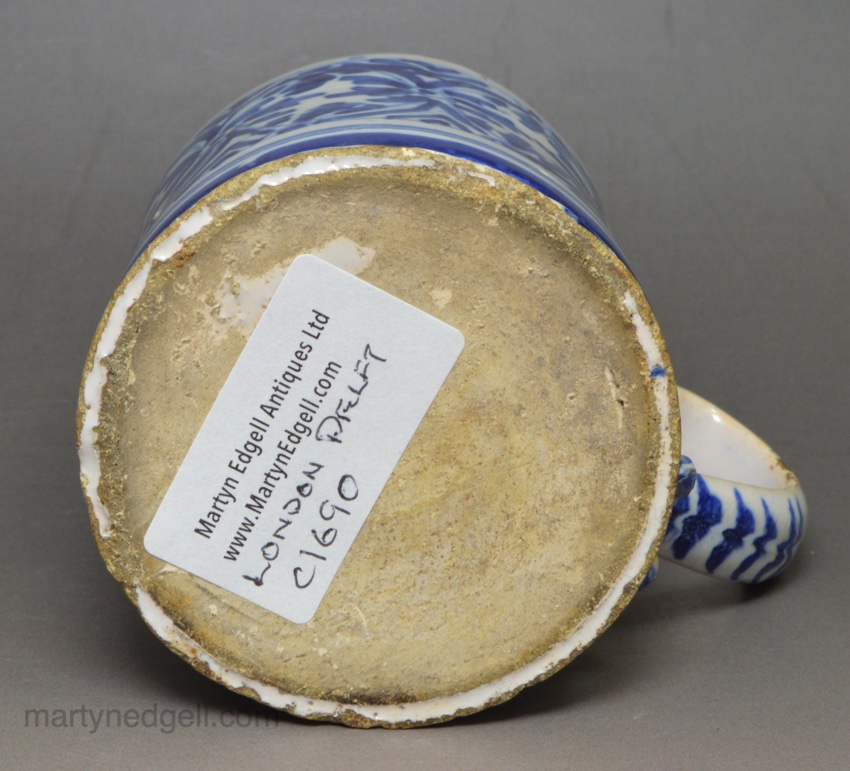 Martyn Edgell Antiques Ltd
www.MartynEdgell.com
LONDON DELFT
C1690
martynedgell.com